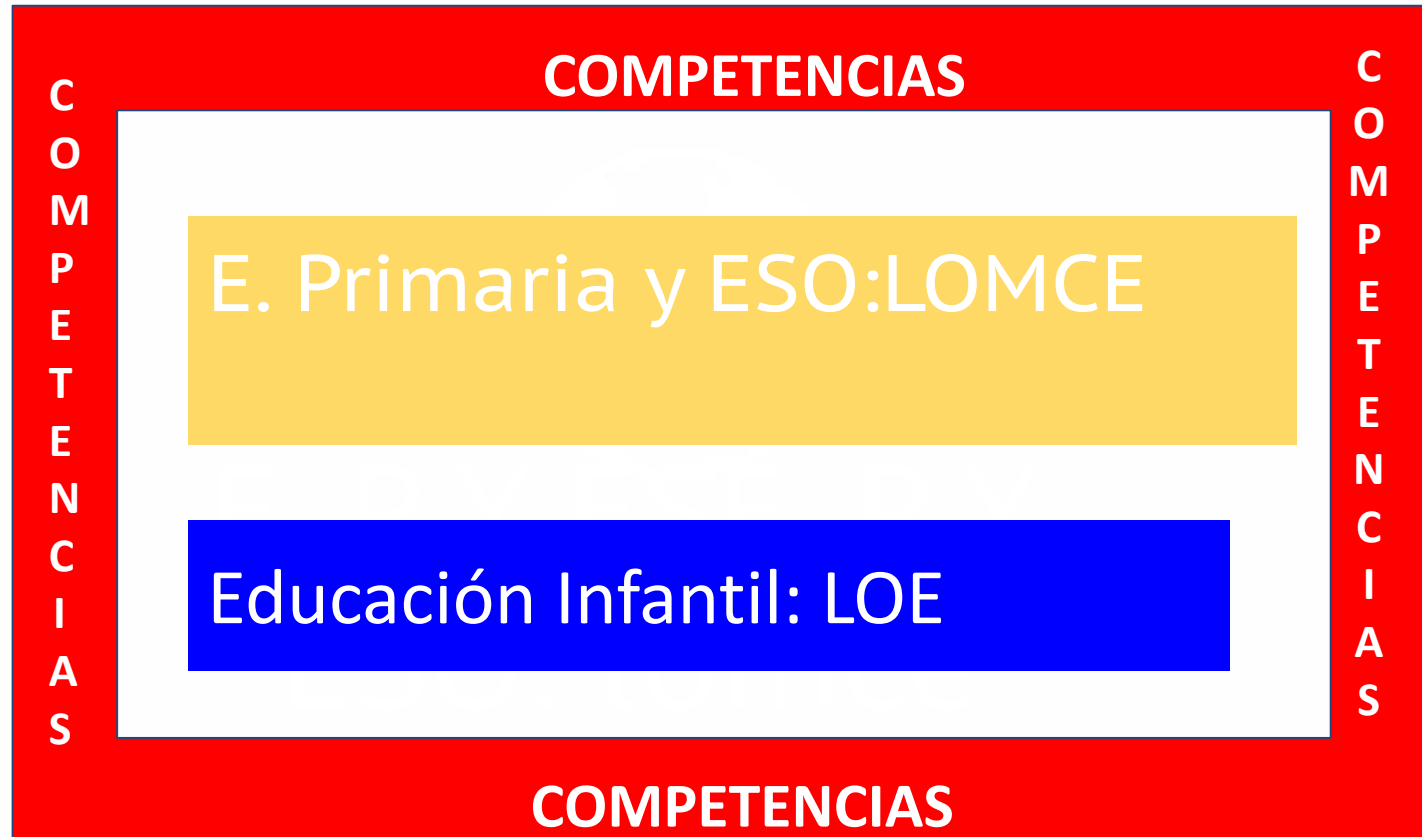 COMPETENCIAS
COMPETENCIAS
E. Primaria y ESO:LOMCE
Educación Infantil: LOE
COMPETENCIAS
COMPETENCIAS